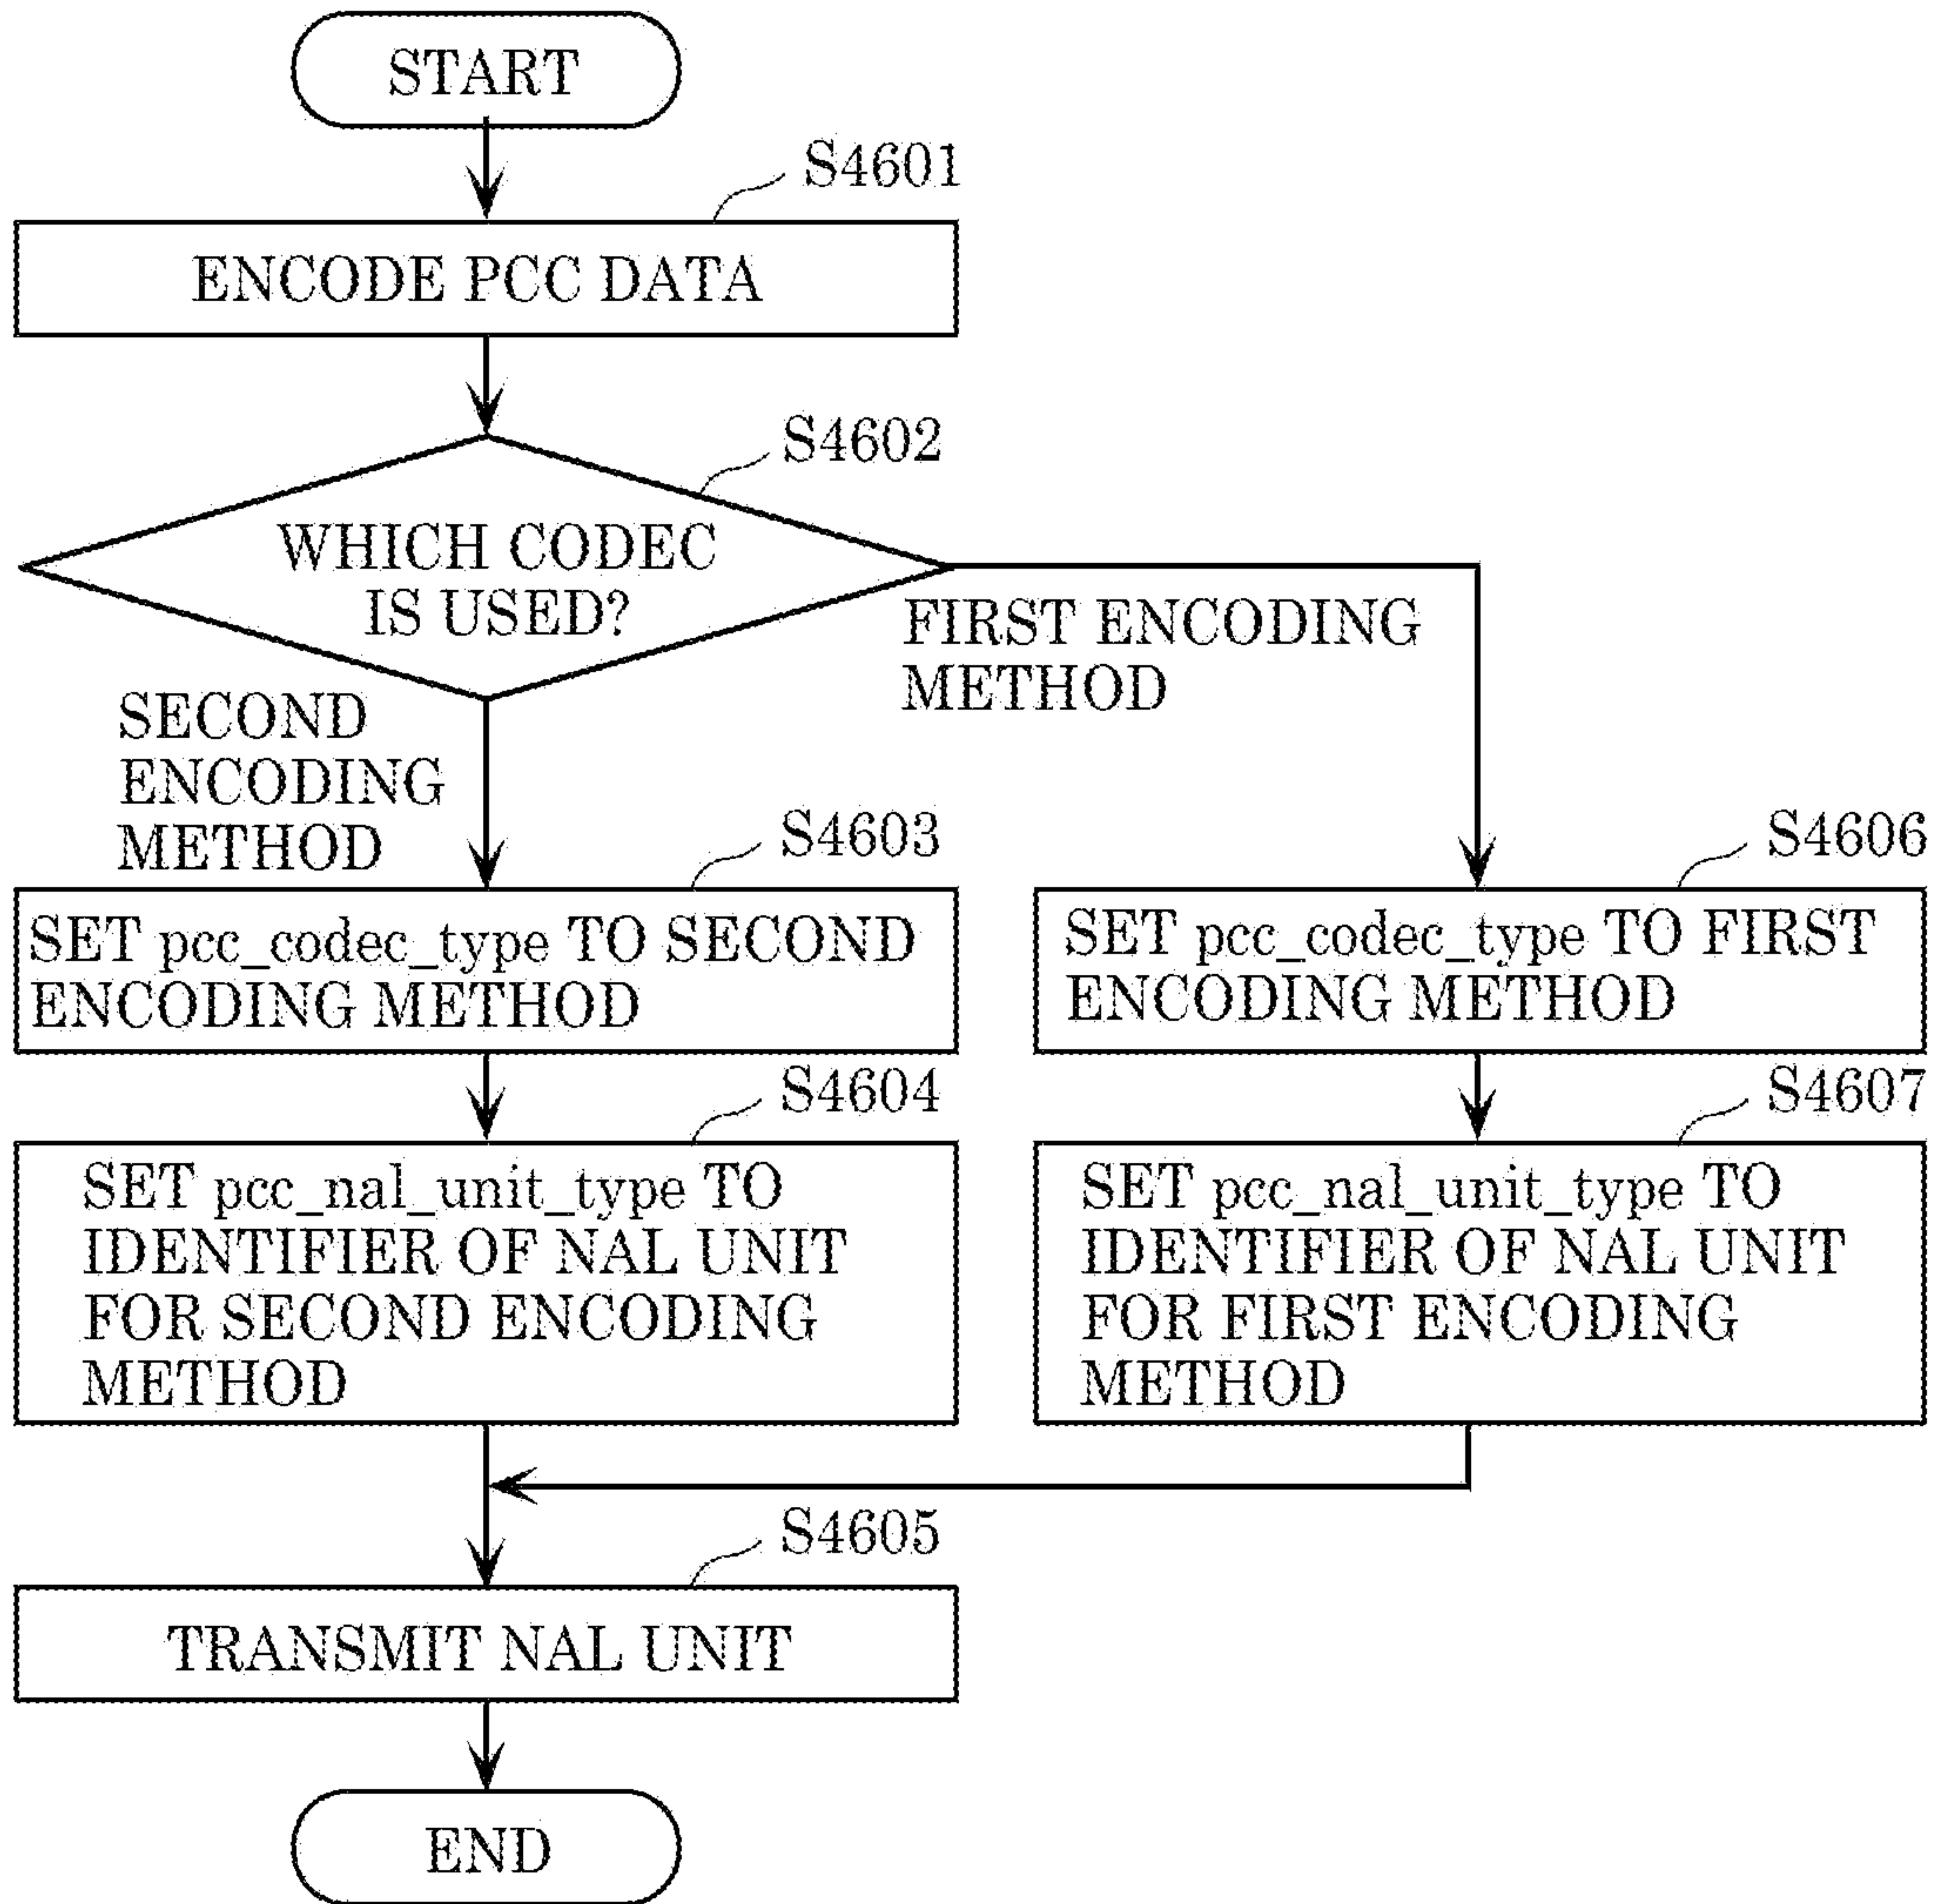 START
S4601
ENCODE PCC DATA
S4602
WHICH CODEC
IS USED?
FIRST ENCODING
METHOD
SECOND
ENCODING
METHOD
S4603
SET pcc_codec_type TO SECOND
ENCODING METHOD
S4606
SET pcc_codec_type TO FIRST
ENCODING METHOD
S4604
SET pcc_nal_unit_type TO
IDENTIFIER OF NAL UNIT
FOR SECOND ENCODING
METHOD
S4607
SET pcc_nal_unit_type TO
IDENTIFIER OF NAL UNIT
FOR FIRST ENCODING
METHOD
S4605
TRANSMIT NAL UNIT
END